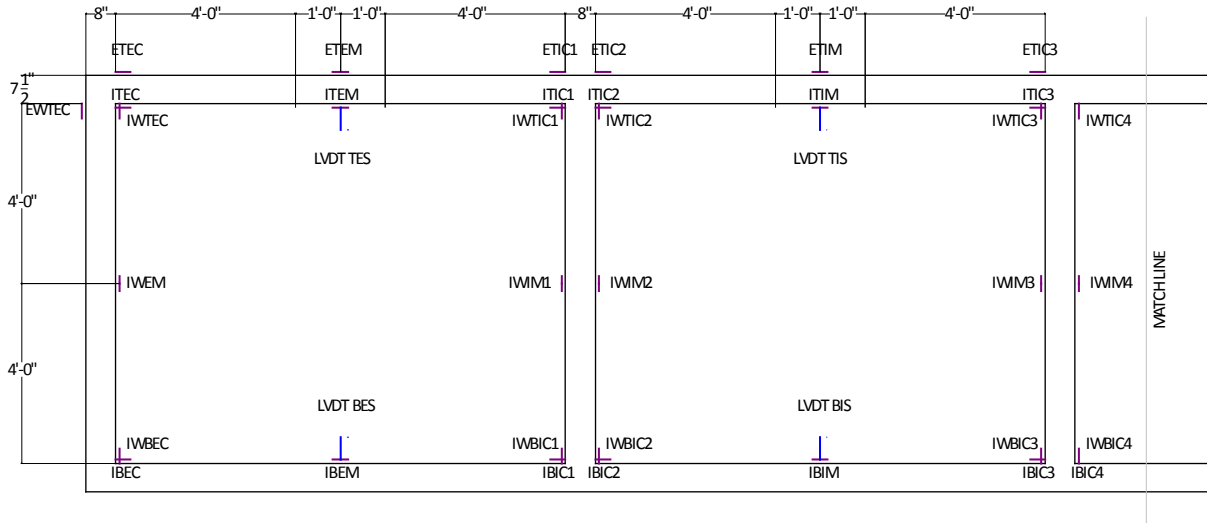 8" 4'-0" 1'-0" 1'-0" 4'-0" 8" 4'-0" 1'-0" 1'-0" 4'-0"
ETEC ETEM ETIC1 ETIC2 ETIM ETIC3
7 1/2"
ITEC ITEM ITIC1 ITIC2 ITIM ITIC3
EWTEC IWTEC IWTIC1 IWTIC2 IWTIC3 IWTIC4
LVDT TES LVDT TIS
4'-0"
IWEM IWIM1 IWIM2 IWIM3 IWIM4
MATCH LINE
4'-0"
LVDT BES LVDT BIS
IWBEC IWBIC1 IWBIC2 IWBIC3 IWBIC4
IBEC IBEM IBIC1 IBIC2 IBIM IBIC3 IBIC4